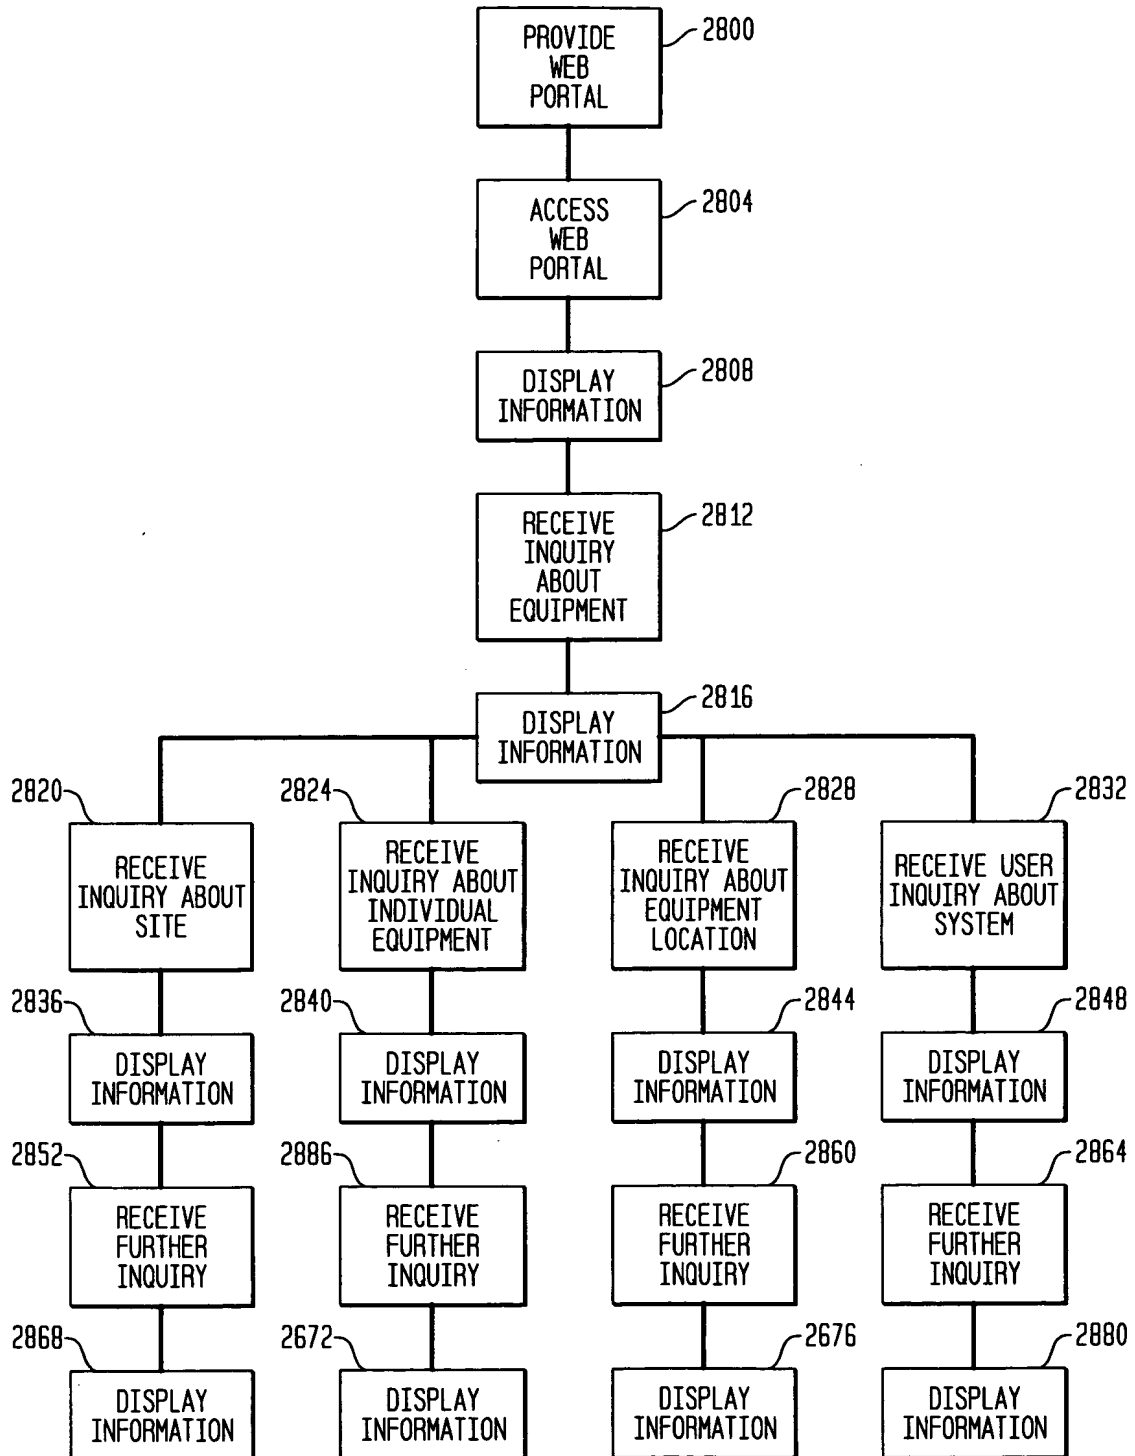 PROVIDE
WEB
PORTAL
2800
ACCESS
WEB
PORTAL
2804
DISPLAY
INFORMATION
2808
RECEIVE
INQUIRY
ABOUT
EQUIPMENT
2812
DISPLAY
INFORMATION
2816
2820
RECEIVE
INQUIRY ABOUT
SITE
2824
RECEIVE
INQUIRY ABOUT
INDIVIDUAL
EQUIPMENT
2828
RECEIVE
INQUIRY ABOUT
EQUIPMENT
LOCATION
2832
RECEIVE USER
INQUIRY ABOUT
SYSTEM
2836
DISPLAY
INFORMATION
2840
DISPLAY
INFORMATION
2844
DISPLAY
INFORMATION
2848
DISPLAY
INFORMATION
2852
RECEIVE
FURTHER
INQUIRY
2886
RECEIVE
FURTHER
INQUIRY
2860
RECEIVE
FURTHER
INQUIRY
2864
RECEIVE
FURTHER
INQUIRY
2868
DISPLAY
INFORMATION
2672
DISPLAY
INFORMATION
2676
DISPLAY
INFORMATION
2880
DISPLAY
INFORMATION